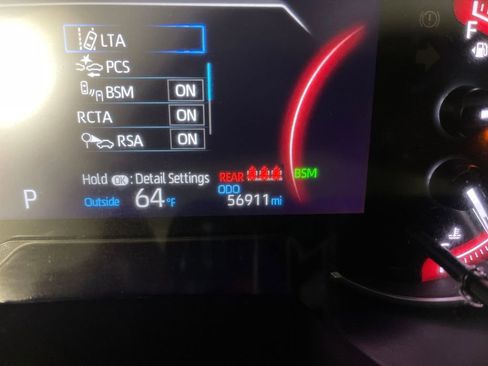 LTA
PCS
BSM ON
RCTA ON
RSA ON
Hold OK : Detail Settings REAR BSM
P Outside 64°F ODO 56911 mi
F